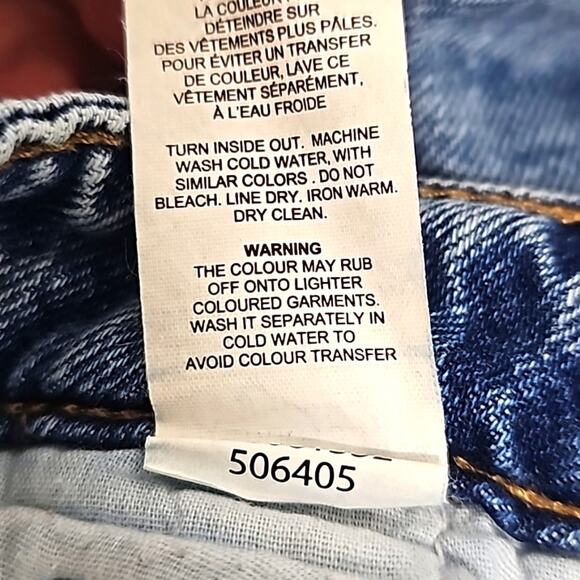 LA COULEUR
DÉTEINDRE SUR
DES VÊTEMENTS PLUS PÂLES.
POUR ÉVITER UN TRANSFER
DE COULEUR, LAVE CE
VÊTEMENT SÉPARÉMENT,
À L'EAU FROIDE
TURN INSIDE OUT. MACHINE
WASH COLD WATER, WITH
SIMILAR COLORS . DO NOT
BLEACH. LINE DRY. IRON WARM.
DRY CLEAN.
WARNING
THE COLOUR MAY RUB
OFF ONTO LIGHTER
COLOURED GARMENTS.
WASH IT SEPARATELY IN
COLD WATER TO
AVOID COLOUR TRANSFER
506405